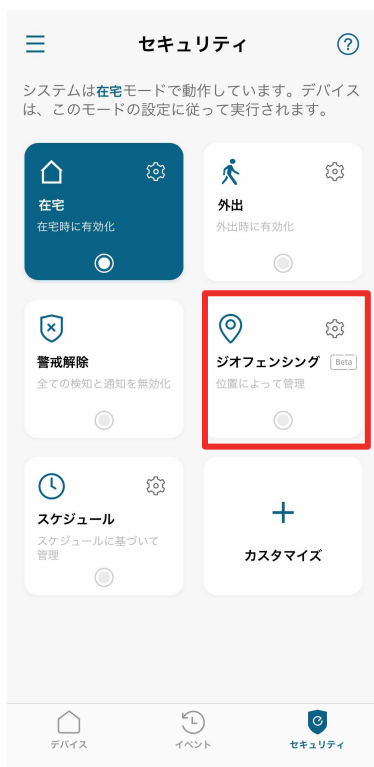 セキュリティ
システムは在宅モードで動作しています。デバイス
は、このモードの設定に従って実行されます。
在宅
在宅時に有効化
外出
外出時に有効化
警戒解除
全ての検知と通知を無効化
ジオフェンシング Beta
位置によって管理
スケジュール
スケジュールに基づいて
管理
カスタマイズ
デバイス
イベント
セキュリティ